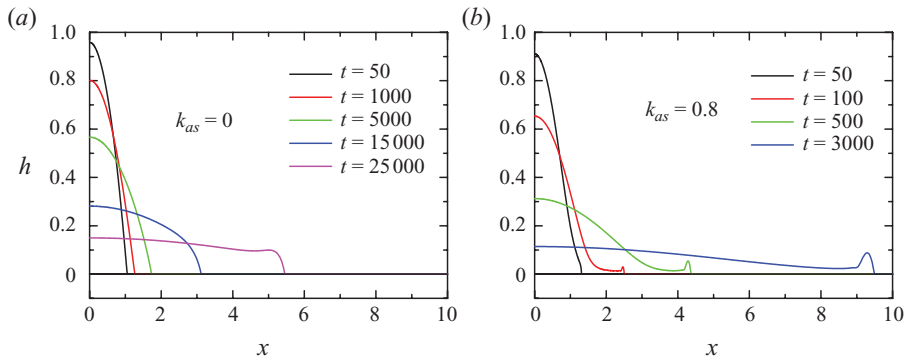 (a)
1.0
0.8
0.6
0.4
0.2
0
h
t = 50
t = 1000
t = 5000
t = 15 000
t = 25 000
k_as = 0
0 2 4 6 8 10
x
(b)
1.0
0.8
0.6
0.4
0.2
0
t = 50
t = 100
t = 500
t = 3000
k_as = 0.8
0 2 4 6 8 10
x